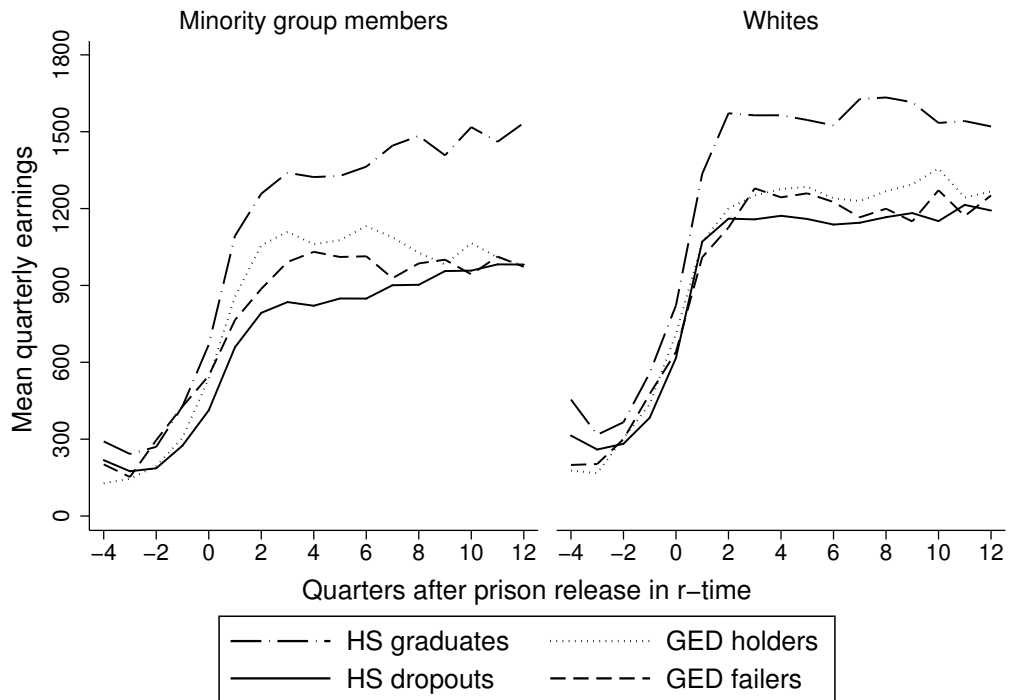 Minority group members
Whites
Mean quarterly earnings
1800
1500
1200
900
600
300
0
−4 −2 0 2 4 6 8 10 12
−4 −2 0 2 4 6 8 10 12
Quarters after prison release in r−time
HS graduates GED holders
HS dropouts GED failers